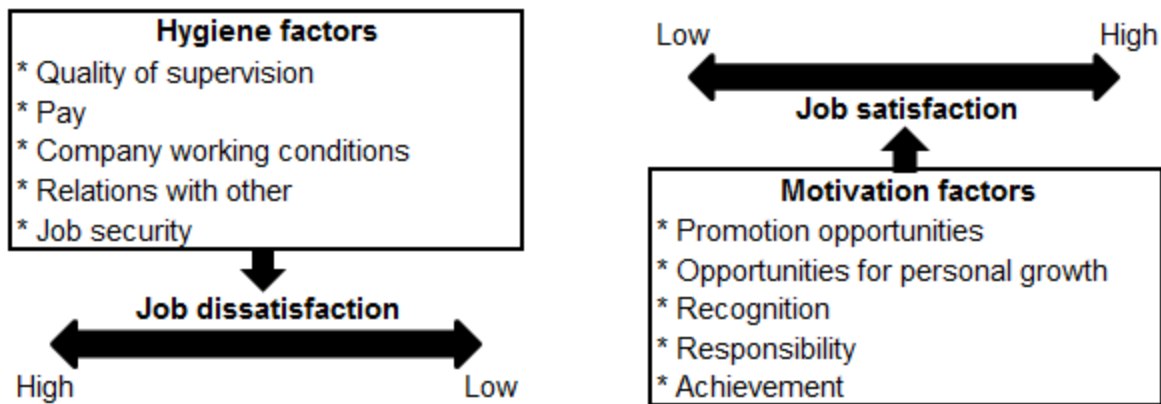 Hygiene factors
* Quality of supervision
* Pay
* Company working conditions
* Relations with other
* Job security
Job dissatisfaction
High
Low
Low
High
Job satisfaction
Motivation factors
* Promotion opportunities
* Opportunities for personal growth
* Recognition
* Responsibility
* Achievement